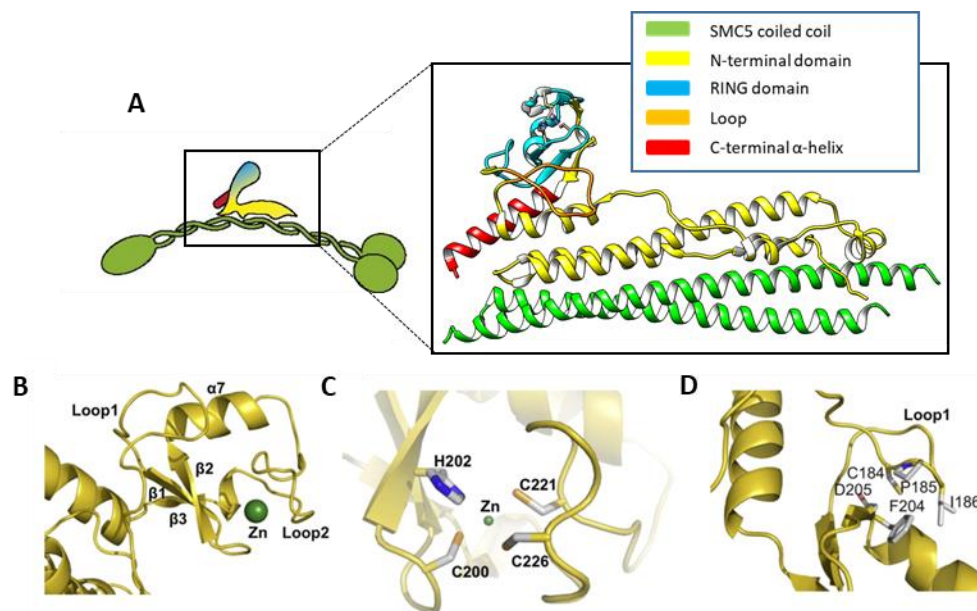 SMC5 coiled coil
N-terminal domain
RING domain
Loop
C-terminal α-helix
A
B
α7
Loop1
β2
β1
β3
Zn
Loop2
C
H202
C221
Zn
C200
C226
D
Loop1
C184
P185
D205
I186
F204